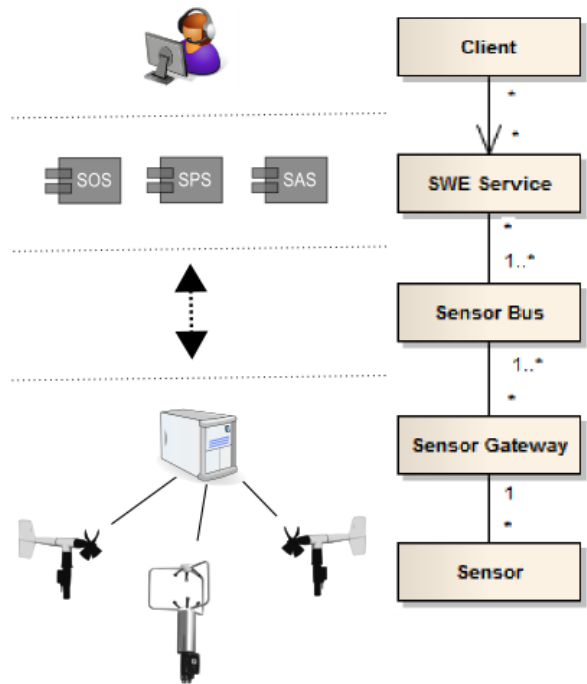 Client
*
*
SOS SPS SAS
SWE Service
*
1..*
Sensor Bus
1..*
*
Sensor Gateway
1
*
Sensor